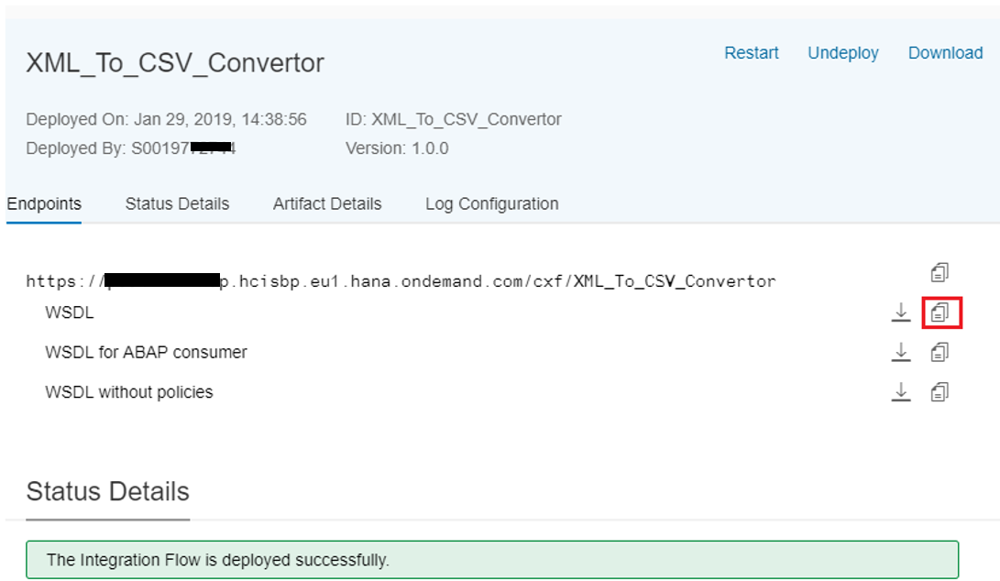 XML_To_CSV_Convertor
Restart Undeploy Download
Deployed On: Jan 29, 2019, 14:38:56 ID: XML_To_CSV_Convertor
Deployed By: S00197 Version: 1.0.0
Endpoints Status Details Artifact Details Log Configuration
https:// p.hcisbp.eu1.hana.ondemand.com/cxf/XML_To_CSV_Convertor
WSDL
WSDL for ABAP consumer
WSDL without policies
Status Details
The Integration Flow is deployed successfully.